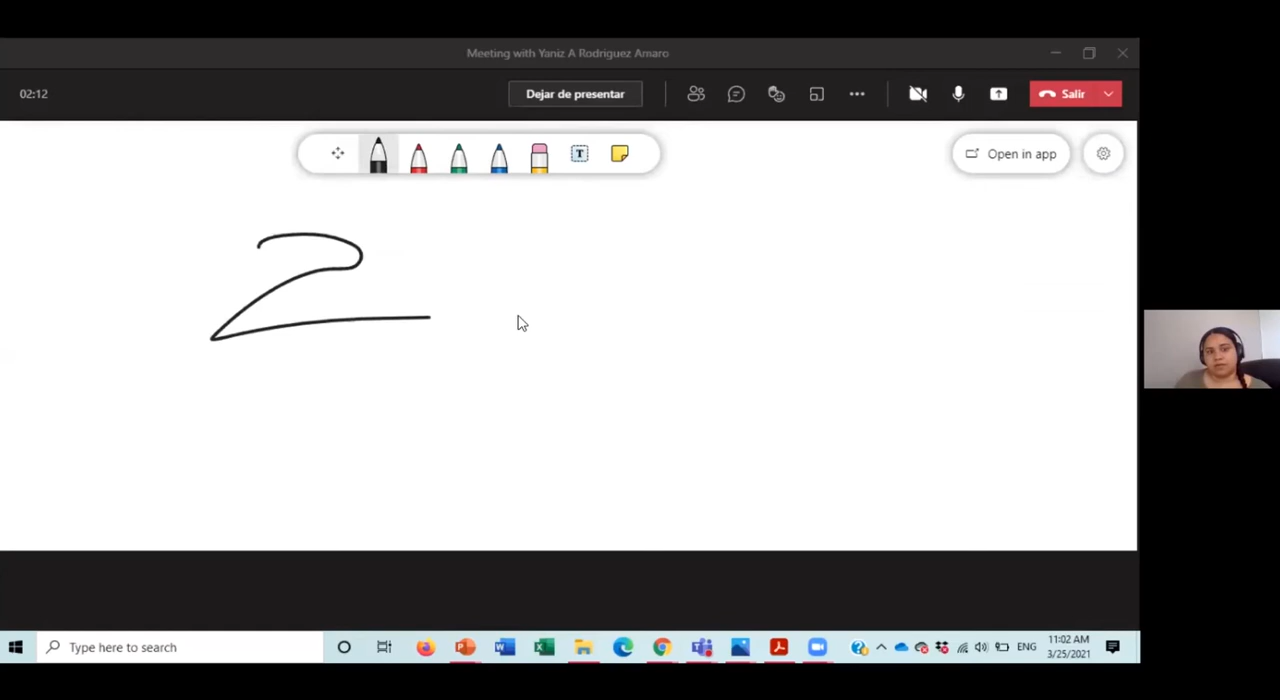 Meeting with Yaniz A Rodriguez Amaro
02:12
Dejar de presentar
Salir
T
Open in app
2
Type here to search
ENG
11:02 AM
3/25/2021